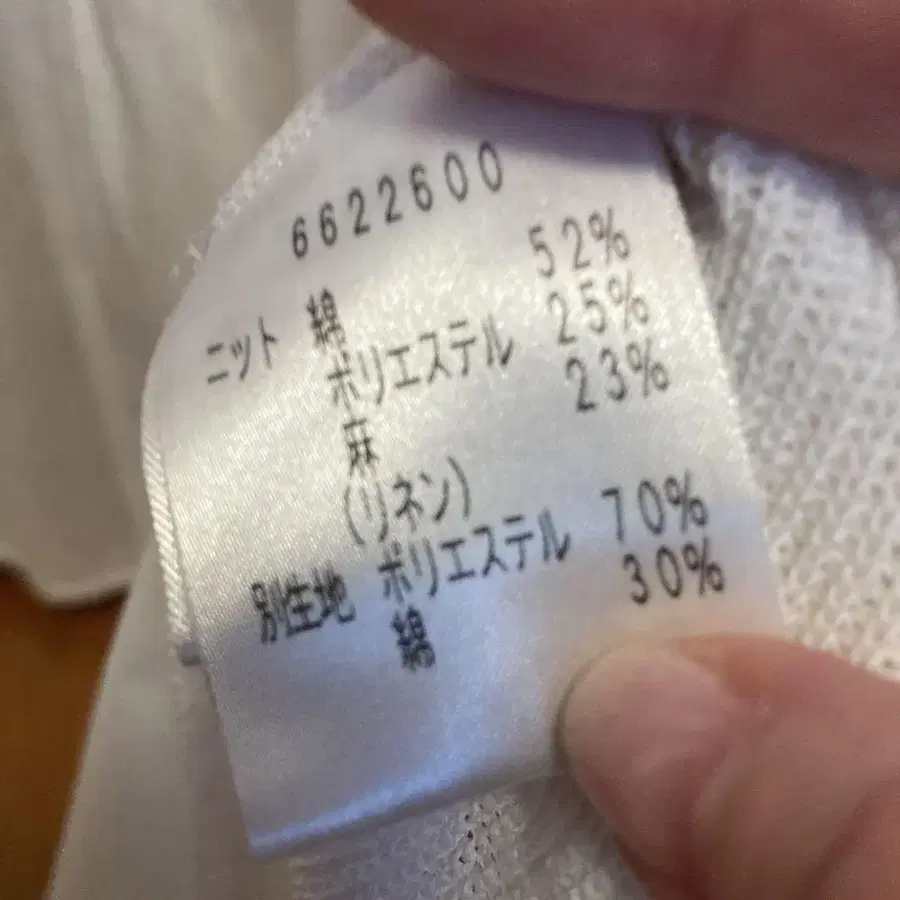 6622600
ニット 綿 52%
ポリエステル 25%
麻 23%
(リネン)
別生地 ポリエステル 70%
綿 30%